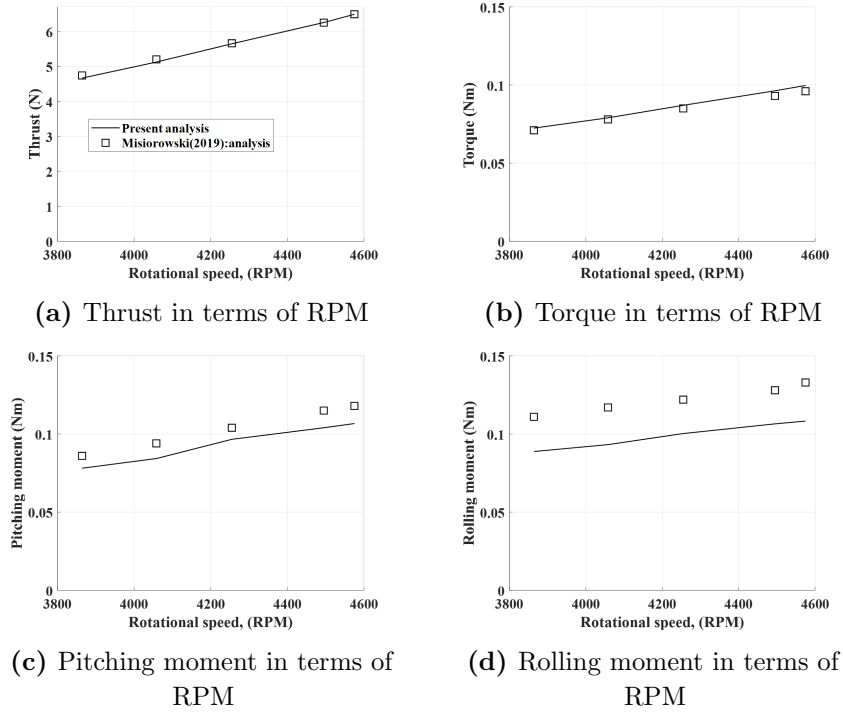 6
5
4
3
2
1
0
Thrust (N)
Present analysis
Misiorowski(2019):analysis
3800 4000 4200 4400 4600
Rotational speed, (RPM)
(a) Thrust in terms of RPM
0.15
0.1
0.05
0
Torque (Nm)
3800 4000 4200 4400 4600
Rotational speed, (RPM)
(b) Torque in terms of RPM
0.15
0.1
0.05
0
Pitching moment (Nm)
3800 4000 4200 4400 4600
Rotational speed, (RPM)
(c) Pitching moment in terms of
RPM
0.15
0.1
0.05
0
Rolling moment (Nm)
3800 4000 4200 4400 4600
Rotational speed, (RPM)
(d) Rolling moment in terms of
RPM